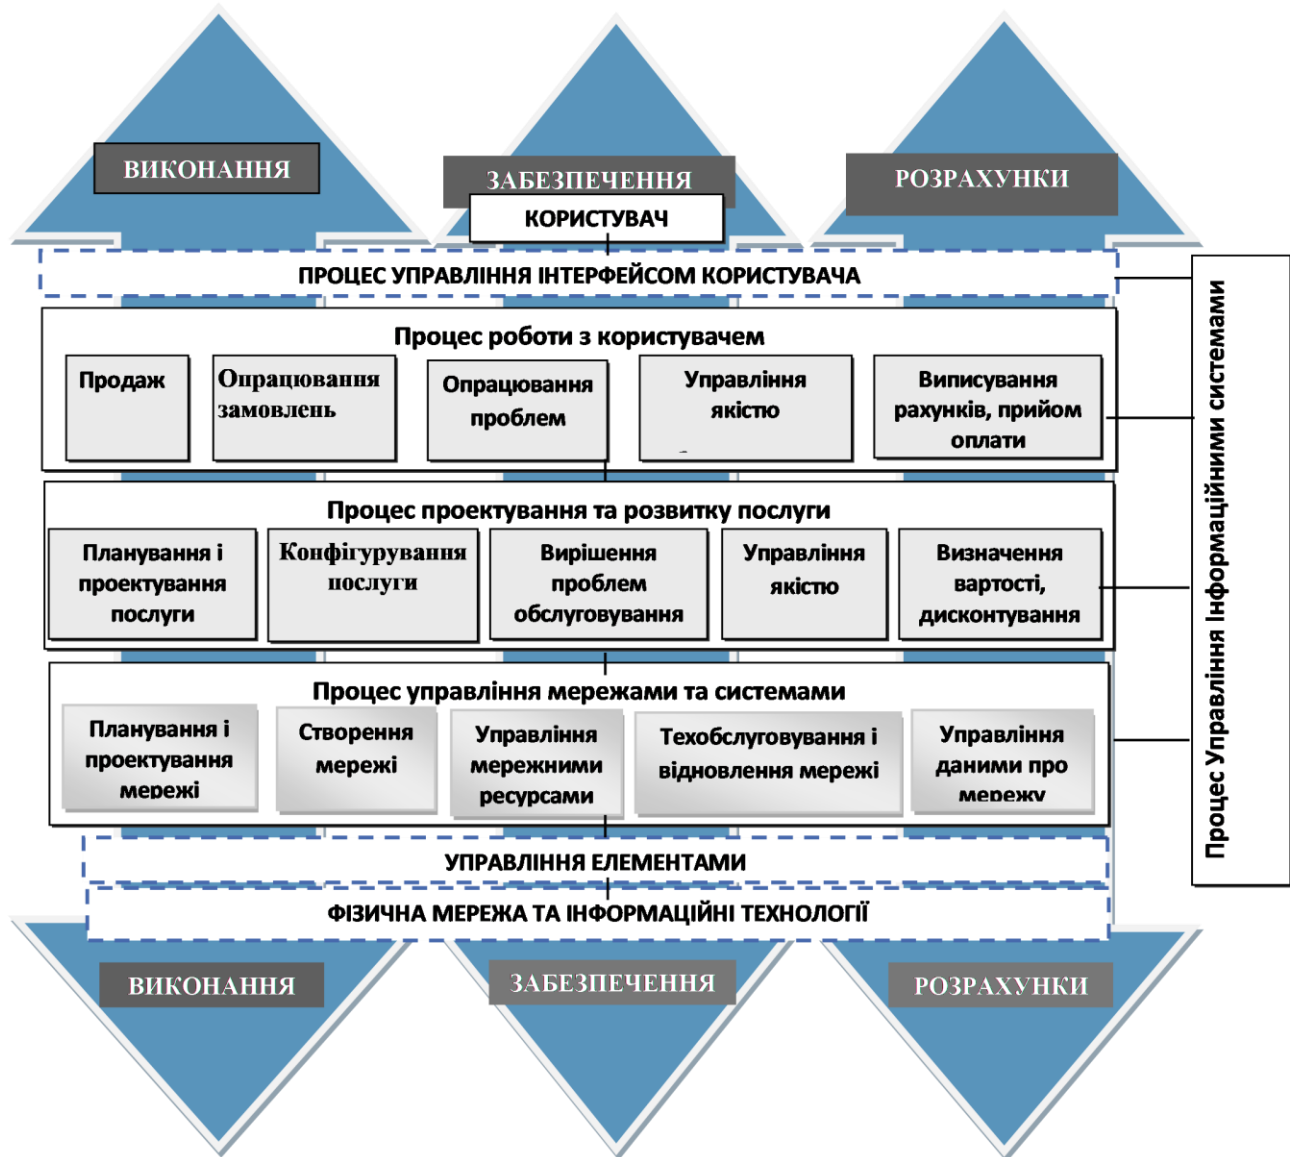 ВИКОНАННЯ
ЗАБЕЗПЕЧЕННЯ
РОЗРАХУНКИ
КОРИСТУВАЧ
ПРОЦЕС УПРАВЛІННЯ ІНТЕРФЕЙСОМ КОРИСТУВАЧА
Процес роботи з користувачем
Продаж
Опрацювання
замовлень
Опрацювання
проблем
Управління
якістю
Виписування
рахунків, прийом
оплати
Процес проектування та розвитку послуги
Планування і
проектування
послуги
Конфігурування
послуги
Вирішення
проблем
обслуговування
Управління
якістю
Визначення
вартості,
дисконтування
Процес управління мережами та системами
Планування і
проектування
мережі
Створення
мережі
Управління
мережними
ресурсами
Техобслуговування і
відновлення мережі
Управління
даними про
мережу
УПРАВЛІННЯ ЕЛЕМЕНТАМИ
ФІЗИЧНА МЕРЕЖА ТА ІНФОРМАЦІЙНІ ТЕХНОЛОГІЇ
ВИКОНАННЯ
ЗАБЕЗПЕЧЕННЯ
РОЗРАХУНКИ
Процес Управління Інформаційними системами